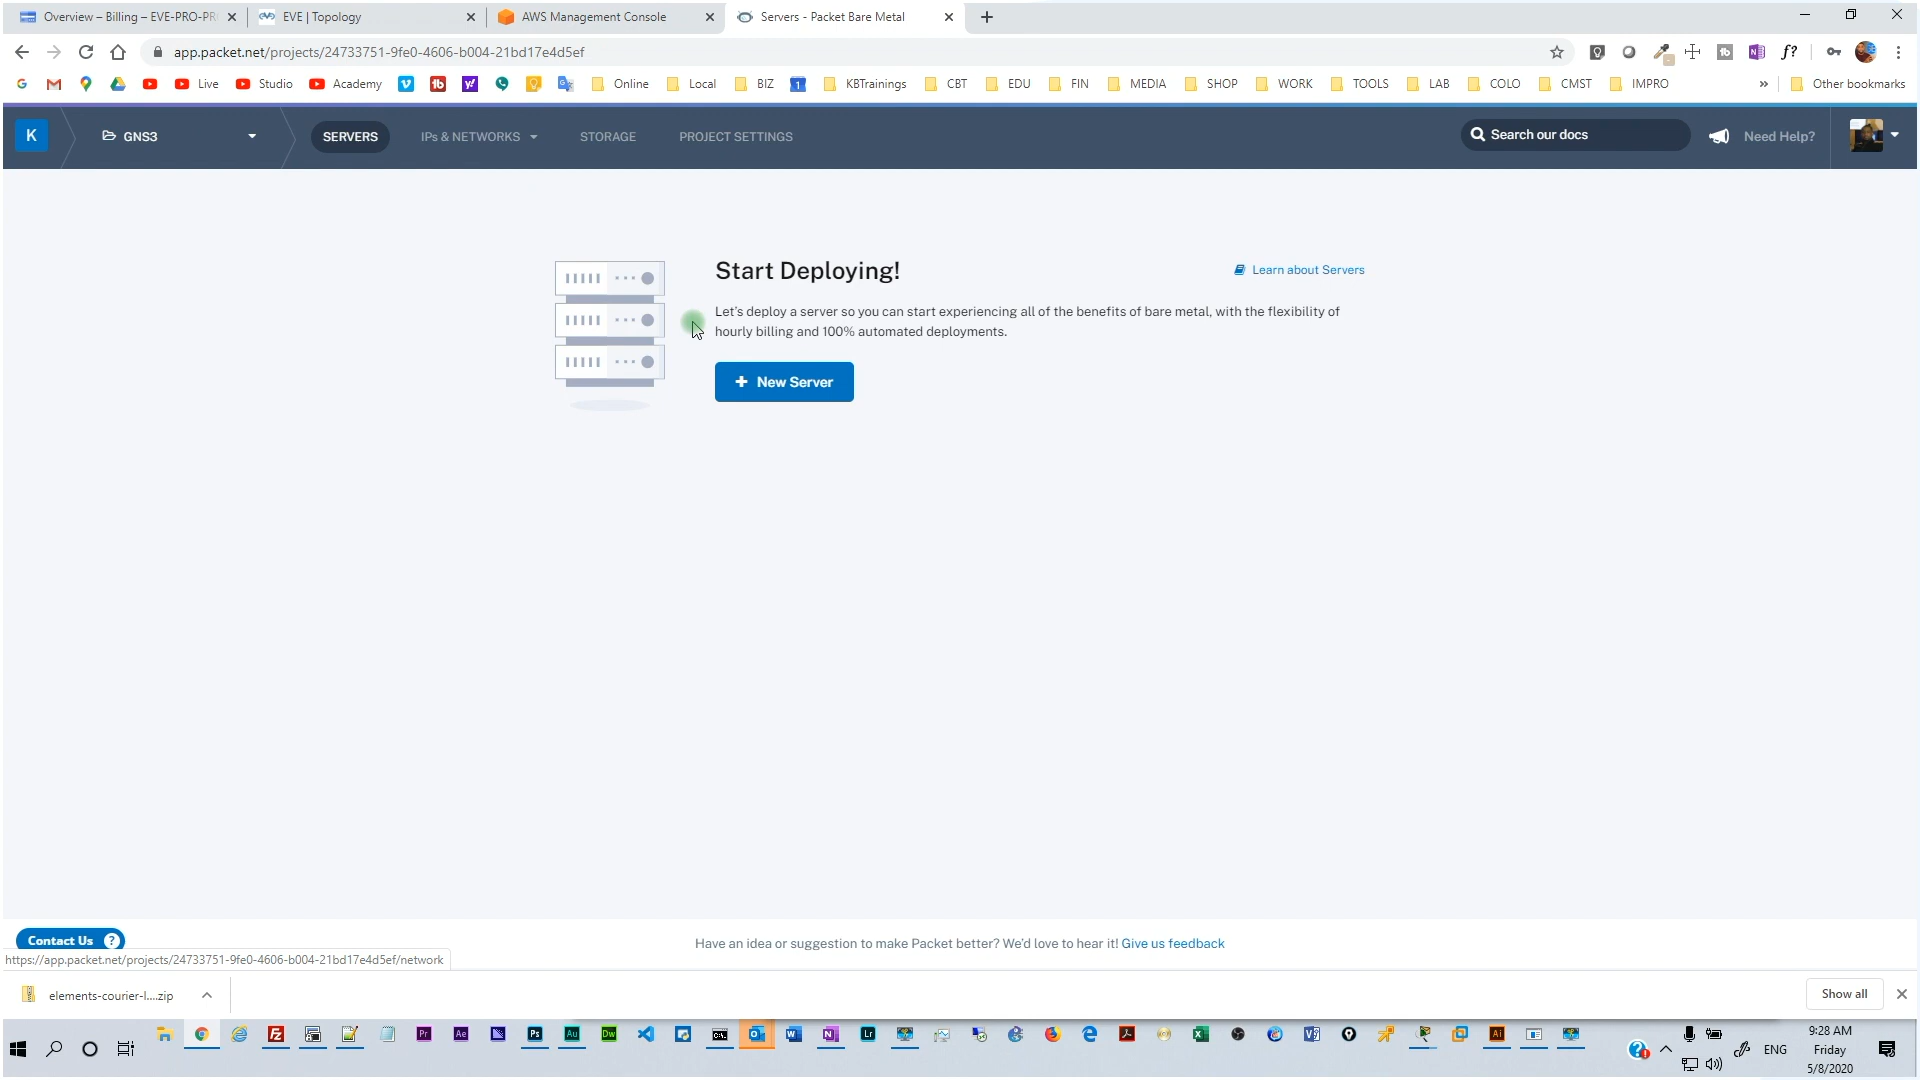 Overview – Billing – EVE-PRO-PR
EVE | Topology
AWS Management Console
Servers - Packet Bare Metal
app.packet.net/projects/24733751-9fe0-4606-b004-21bd17e4d5ef
Live
Studio
Academy
Online
Local
BIZ
KBTrainings
CBT
EDU
FIN
MEDIA
SHOP
WORK
TOOLS
LAB
COLO
CMST
IMPRO
Other bookmarks
K
GNS3
SERVERS
IPs & NETWORKS
STORAGE
PROJECT SETTINGS
Search our docs
Need Help?
Start Deploying!
Learn about Servers
Let's deploy a server so you can start experiencing all of the benefits of bare metal, with the flexibility of
hourly billing and 100% automated deployments.
+ New Server
Contact Us ?
Have an idea or suggestion to make Packet better? We'd love to hear it! Give us feedback
https://app.packet.net/projects/24733751-9fe0-4606-b004-21bd17e4d5ef/network
elements-courier-l....zip
Show all
ENG
9:28 AM
Friday
5/8/2020